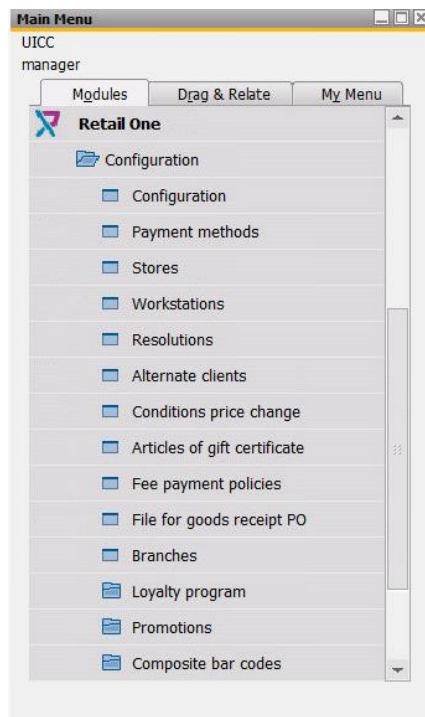 Main Menu
UICC
manager
Modules
Drag & Relate
My Menu
Retail One
Configuration
Configuration
Payment methods
Stores
Workstations
Resolutions
Alternate clients
Conditions price change
Articles of gift certificate
Fee payment policies
File for goods receipt PO
Branches
Loyalty program
Promotions
Composite bar codes